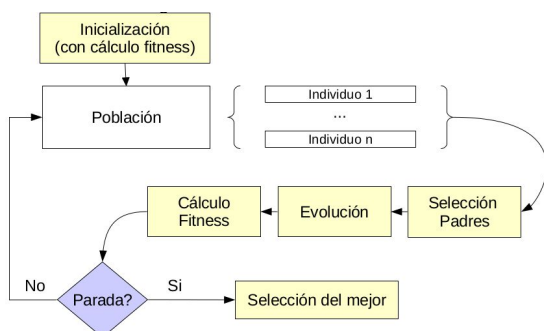 Inicialización
(con cálculo fitness)
Población
Individuo 1
...
Individuo n
Cálculo
Fitness
Evolución
Selección
Padres
No
Parada?
Si
Selección del mejor